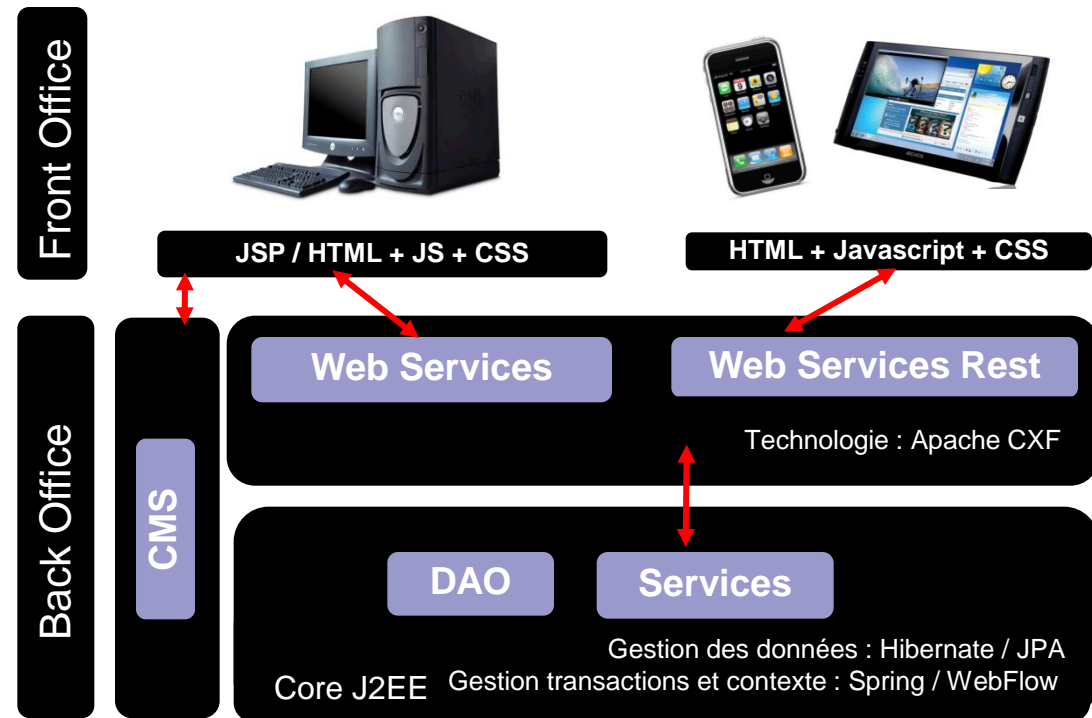 Front Office
JSP / HTML + JS + CSS
HTML + Javascript + CSS
Back Office
CMS
Web Services
Web Services Rest
Technologie : Apache CXF
DAO
Services
Gestion des données : Hibernate / JPA
Core J2EE
Gestion transactions et contexte : Spring / WebFlow